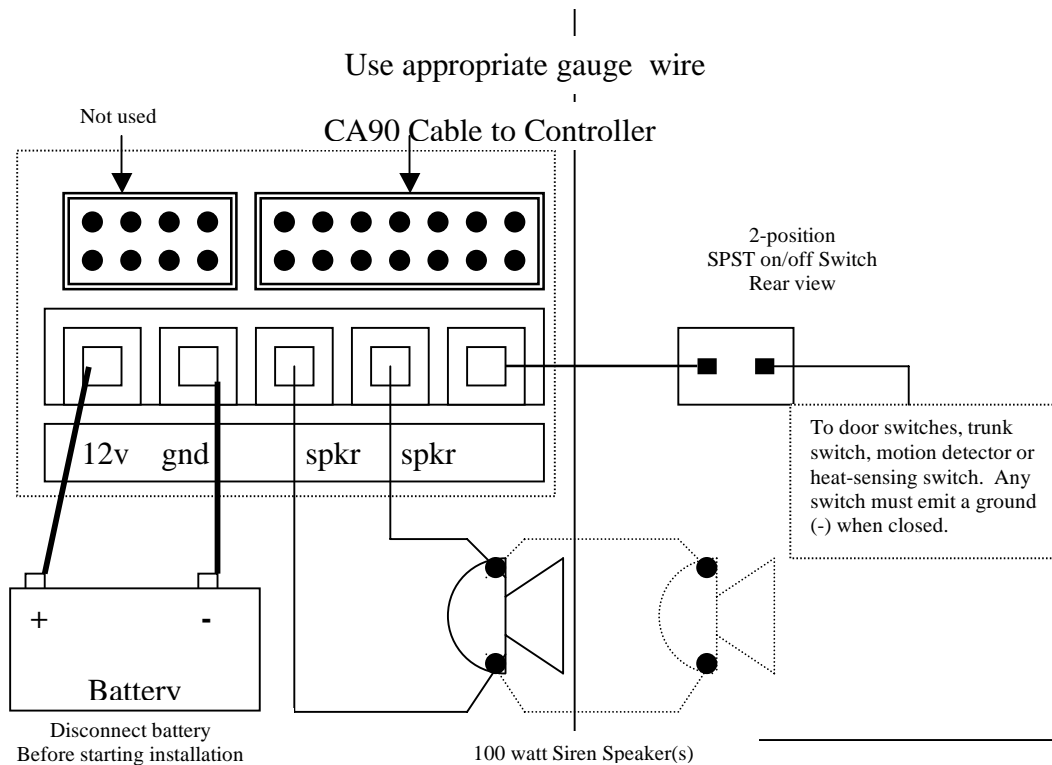 Use appropriate gauge wire
Not used
CA90 Cable to Controller
2-position
SPST on/off Switch
Rear view
12v gnd spkr spkr
To door switches, trunk
switch, motion detector or
heat-sensing switch. Any
switch must emit a ground
(-) when closed.
+ -
Battery
Disconnect battery
Before starting installation
100 watt Siren Speaker(s)